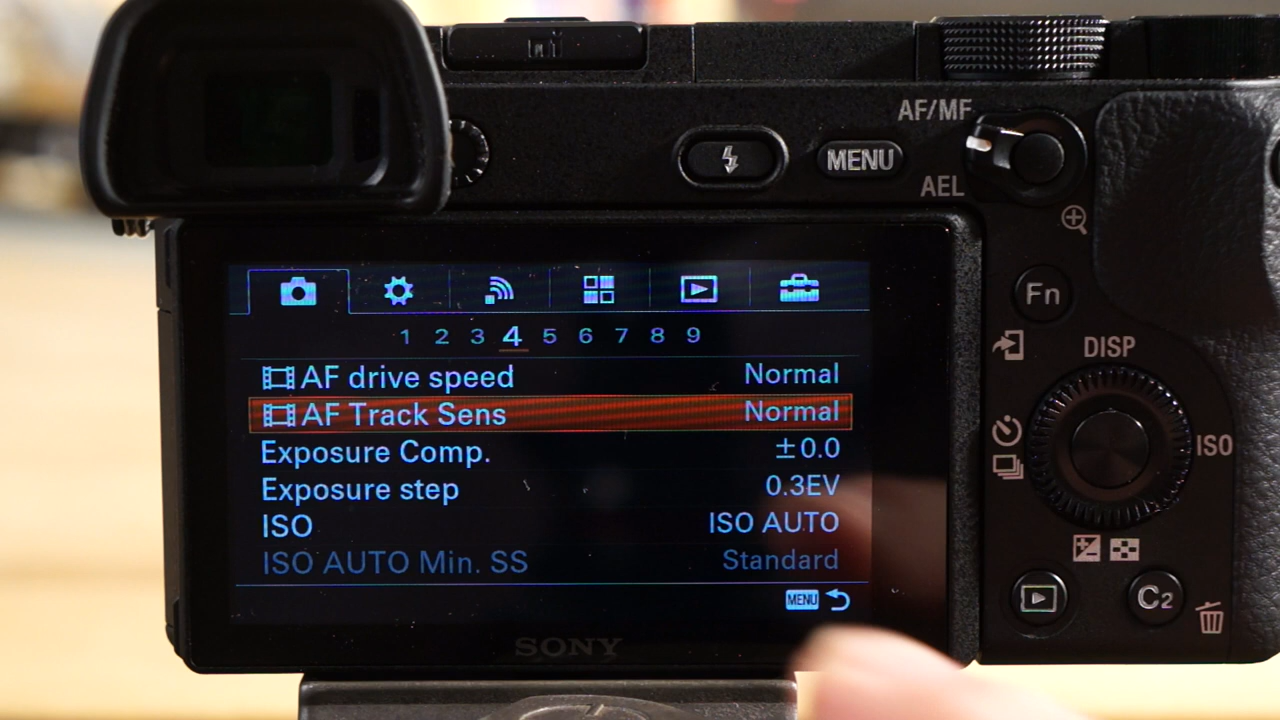 AF/MF
MENU
AEL
Fn
1 2 3 4 5 6 7 8 9
DISP
AF drive speed Normal
AF Track Sens Normal
Exposure Comp. ±0.0
ISO
Exposure step 0.3EV
ISO ISO AUTO
ISO AUTO Min. SS Standard
MENU
C2
SONY